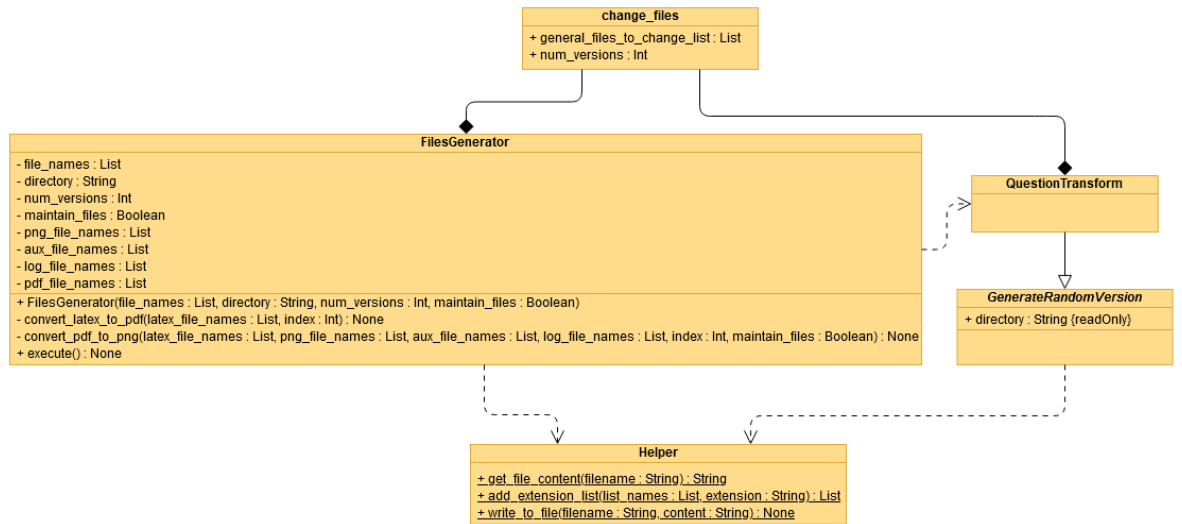 change_files
+ general_files_to_change_list : List
+ num_versions : Int
FilesGenerator
- file_names : List
- directory : String
- num_versions : Int
- maintain_files : Boolean
- png_file_names : List
- aux_file_names : List
- log_file_names : List
- pdf_file_names : List
+ FilesGenerator(file_names : List, directory : String, num_versions : Int, maintain_files : Boolean)
- convert_latex_to_pdf(latex_file_names : List, index : Int) : None
- convert_pdf_to_png(latex_file_names : List, png_file_names : List, aux_file_names : List, log_file_names : List, index : Int, maintain_files : Boolean) : None
+ execute() : None
QuestionTransform
GenerateRandomVersion
+ directory : String {readOnly}
Helper
+ get_file_content(filename : String) : String
+ add_extension_list(list_names : List, extension : String) : List
+ write_to_file(filename : String, content : String) : None